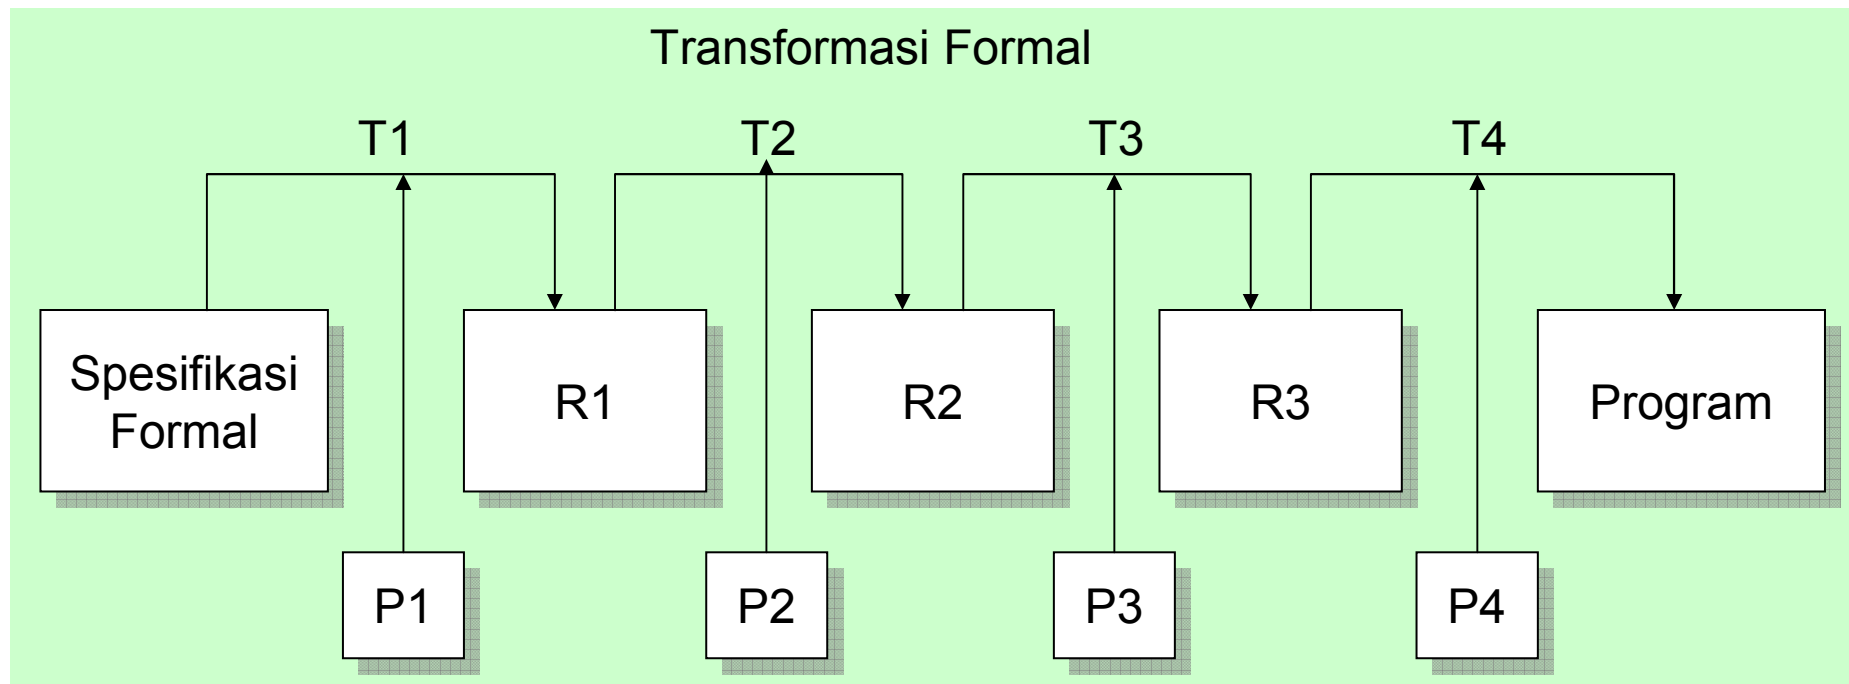 Transformasi Formal
T1 T2 T3 T4
Spesifikasi
Formal
R1 R2 R3 Program
P1 P2 P3 P4